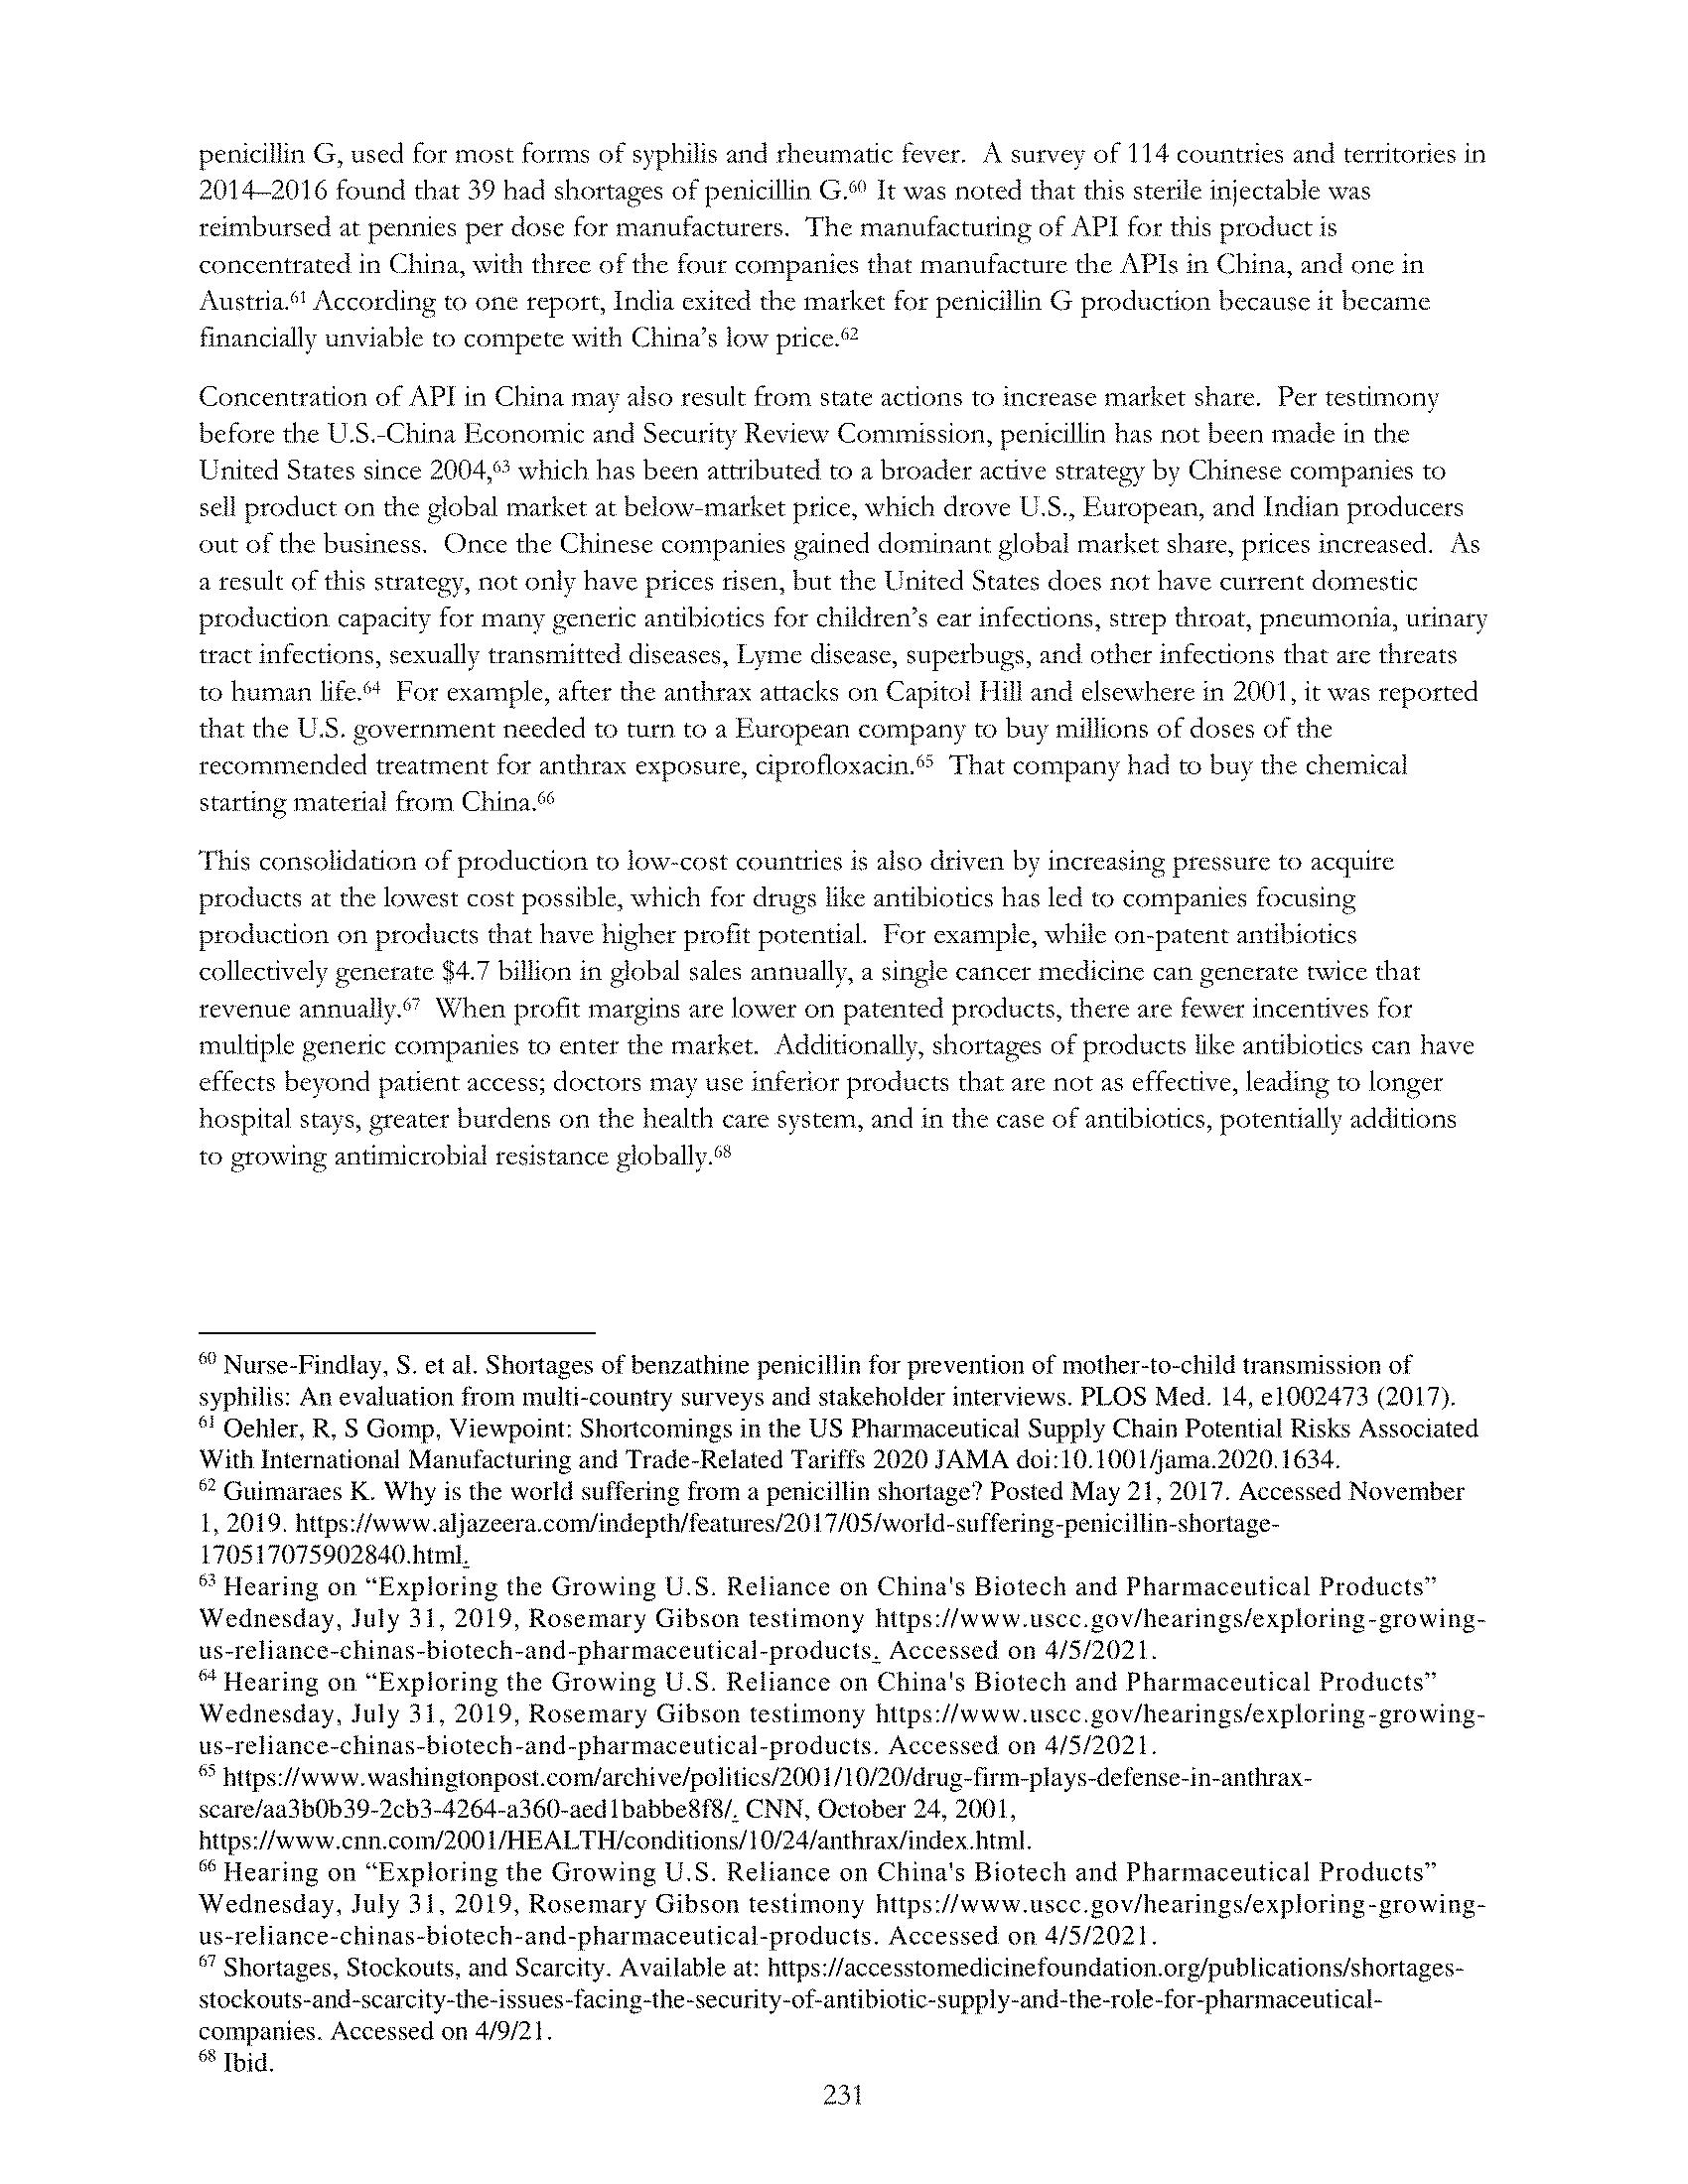 penicillin G, used for most forms of syphilis and rheumatic fever.  A survey of 114 countries and territories in
2014–2016 found that 39 had shortages of penicillin G.60 It was noted that this sterile injectable was
reimbursed at pennies per dose for manufacturers.  The manufacturing of API for this product is
concentrated in China, with three of the four companies that manufacture the APIs in China, and one in
Austria.61 According to one report, India exited the market for penicillin G production because it became
financially unviable to compete with China’s low price.62
Concentration of API in China may also result from state actions to increase market share.  Per testimony
before the U.S.-China Economic and Security Review Commission, penicillin has not been made in the
United States since 2004,63 which has been attributed to a broader active strategy by Chinese companies to
sell product on the global market at below-market price, which drove U.S., European, and Indian producers
out of the business.  Once the Chinese companies gained dominant global market share, prices increased.  As
a result of this strategy, not only have prices risen, but the United States does not have current domestic
production capacity for many generic antibiotics for children’s ear infections, strep throat, pneumonia, urinary
tract infections, sexually transmitted diseases, Lyme disease, superbugs, and other infections that are threats
to human life.64  For example, after the anthrax attacks on Capitol Hill and elsewhere in 2001, it was reported
that the U.S. government needed to turn to a European company to buy millions of doses of the
recommended treatment for anthrax exposure, ciprofloxacin.65  That company had to buy the chemical
starting material from China.66
This consolidation of production to low-cost countries is also driven by increasing pressure to acquire
products at the lowest cost possible, which for drugs like antibiotics has led to companies focusing
production on products that have higher profit potential.  For example, while on-patent antibiotics
collectively generate $4.7 billion in global sales annually, a single cancer medicine can generate twice that
revenue annually.67  When profit margins are lower on patented products, there are fewer incentives for
multiple generic companies to enter the market.  Additionally, shortages of products like antibiotics can have
effects beyond patient access; doctors may use inferior products that are not as effective, leading to longer
hospital stays, greater burdens on the health care system, and in the case of antibiotics, potentially additions
to growing antimicrobial resistance globally.68
60 Nurse-Findlay, S. et al. Shortages of benzathine penicillin for prevention of mother-to-child transmission of
syphilis: An evaluation from multi-country surveys and stakeholder interviews. PLOS Med. 14, e1002473 (2017).
61 Oehler, R, S Gomp, Viewpoint: Shortcomings in the US Pharmaceutical Supply Chain Potential Risks Associated
With International Manufacturing and Trade-Related Tariffs 2020 JAMA doi:10.1001/jama.2020.1634.
62 Guimaraes K. Why is the world suffering from a penicillin shortage? Posted May 21, 2017. Accessed November
1, 2019. https://www.aljazeera.com/indepth/features/2017/05/world-suffering-penicillin-shortage-
170517075902840.html.
63 Hearing on “Exploring the Growing U.S. Reliance on China's Biotech and Pharmaceutical Products”
Wednesday, July 31, 2019, Rosemary Gibson testimony https://www.uscc.gov/hearings/exploring-growing-
us-reliance-chinas-biotech-and-pharmaceutical-products. Accessed on 4/5/2021.
64 Hearing on “Exploring the Growing U.S. Reliance on China's Biotech and Pharmaceutical Products”
Wednesday, July 31, 2019, Rosemary Gibson testimony https://www.uscc.gov/hearings/exploring-growing-
us-reliance-chinas-biotech-and-pharmaceutical-products. Accessed on 4/5/2021.
65 https://www.washingtonpost.com/archive/politics/2001/10/20/drug-firm-plays-defense-in-anthrax-
scare/aa3b0b39-2cb3-4264-a360-aed1babbe8f8/. CNN, October 24, 2001,
https://www.cnn.com/2001/HEALTH/conditions/10/24/anthrax/index.html.
66 Hearing on “Exploring the Growing U.S. Reliance on China's Biotech and Pharmaceutical Products”
Wednesday, July 31, 2019, Rosemary Gibson testimony https://www.uscc.gov/hearings/exploring-growing-
us-reliance-chinas-biotech-and-pharmaceutical-products. Accessed on 4/5/2021.
67 Shortages, Stockouts, and Scarcity. Available at: https://accesstomedicinefoundation.org/publications/shortages-
stockouts-and-scarcity-the-issues-facing-the-security-of-antibiotic-supply-and-the-role-for-pharmaceutical-
companies. Accessed on 4/9/21.
68 Ibid.
231